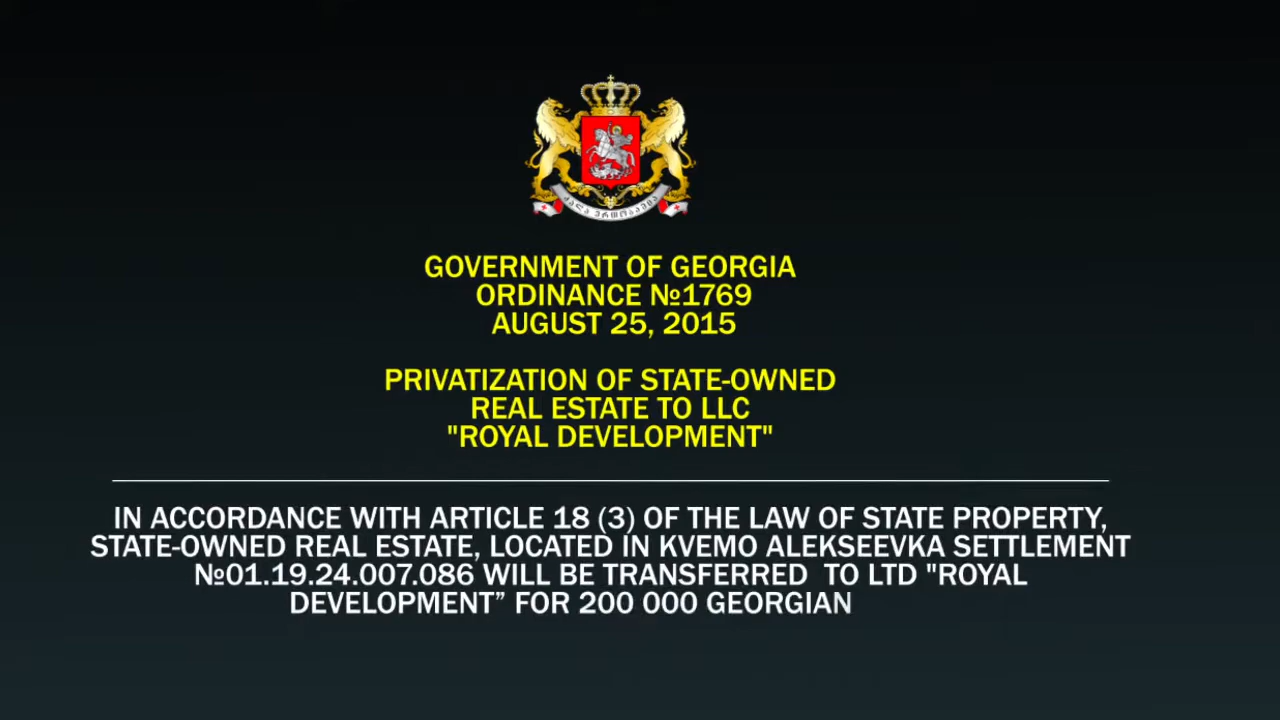 ძალა ერთობაშია
GOVERNMENT OF GEORGIA
ORDINANCE №1769
AUGUST 25, 2015
PRIVATIZATION OF STATE-OWNED
REAL ESTATE TO LLC
"ROYAL DEVELOPMENT"
IN ACCORDANCE WITH ARTICLE 18 (3) OF THE LAW OF STATE PROPERTY,
STATE-OWNED REAL ESTATE, LOCATED IN KVEMO ALEKSEEVKA SETTLEMENT
№01.19.24.007.086 WILL BE TRANSFERRED  TO LTD "ROYAL
DEVELOPMENT” FOR 200 000 GEORGIAN